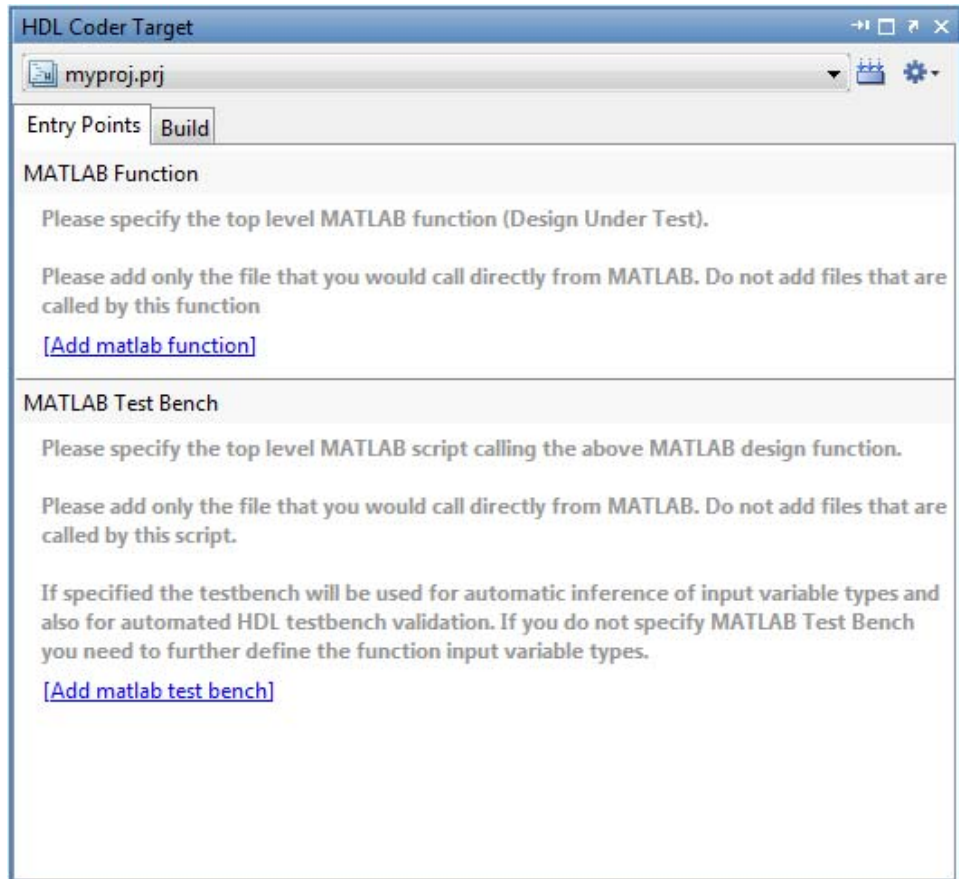 HDL Coder Target
myproj.prj
Entry Points Build
MATLAB Function
Please specify the top level MATLAB function (Design Under Test).
Please add only the file that you would call directly from MATLAB. Do not add files that are
called by this function
[Add matlab function]
MATLAB Test Bench
Please specify the top level MATLAB script calling the above MATLAB design function.
Please add only the file that you would call directly from MATLAB. Do not add files that are
called by this script.
If specified the testbench will be used for automatic inference of input variable types and
also for automated HDL testbench validation. If you do not specify MATLAB Test Bench
you need to further define the function input variable types.
[Add matlab test bench]